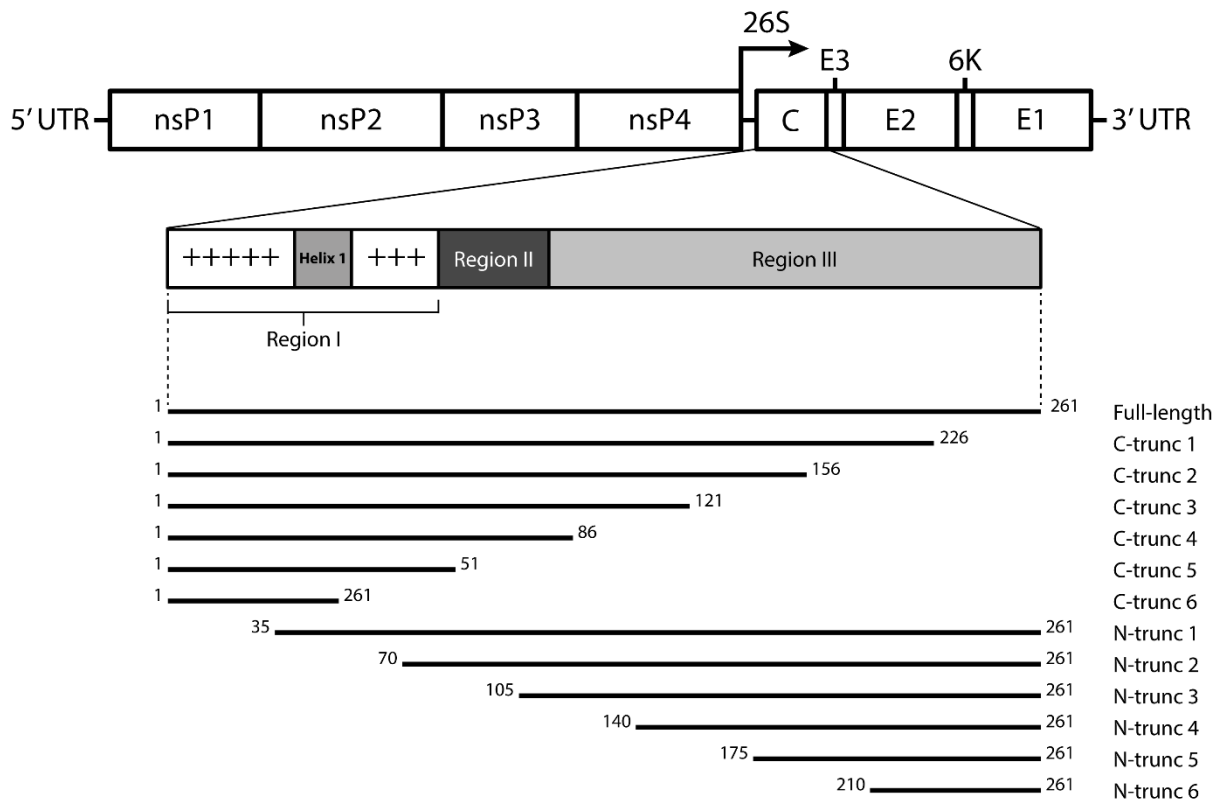 26S
E3 6K
5′ UTR nsP1 nsP2 nsP3 nsP4 C E2 E1 3′ UTR
+++++ Helix 1 +++ Region II Region III
Region I
1 261 Full-length
1 226 C-trunc 1
1 156 C-trunc 2
1 121 C-trunc 3
1 86 C-trunc 4
1 51 C-trunc 5
1 261 C-trunc 6
35 261 N-trunc 1
70 261 N-trunc 2
105 261 N-trunc 3
140 261 N-trunc 4
175 261 N-trunc 5
210 261 N-trunc 6